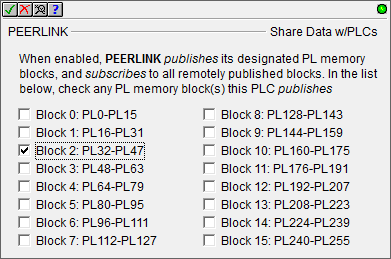 PEERLINK Share Data w/PLCs
When enabled, PEERLINK publishes its designated PL memory
blocks, and subscribes to all remotely published blocks. In the list
below, check any PL memory block(s) this PLC publishes
Block 0: PL0-PL15
Block 1: PL16-PL31
Block 2: PL32-PL47
Block 3: PL48-PL63
Block 4: PL64-PL79
Block 5: PL80-PL95
Block 6: PL96-PL111
Block 7: PL112-PL127
Block 8: PL128-PL143
Block 9: PL144-PL159
Block 10: PL160-PL175
Block 11: PL176-PL191
Block 12: PL192-PL207
Block 13: PL208-PL223
Block 14: PL224-PL239
Block 15: PL240-PL255